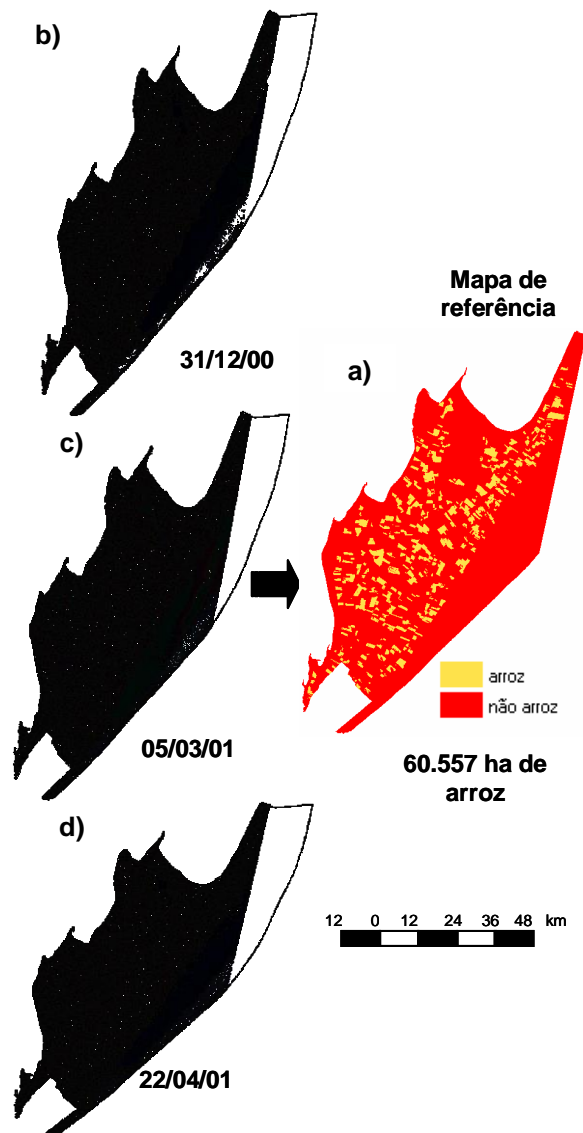 b)
31/12/00
Mapa de
referência
a)
c)
arroz
não arroz
05/03/01
60.557 ha de
arroz
d)
12 0 12 24 36 48 km
22/04/01